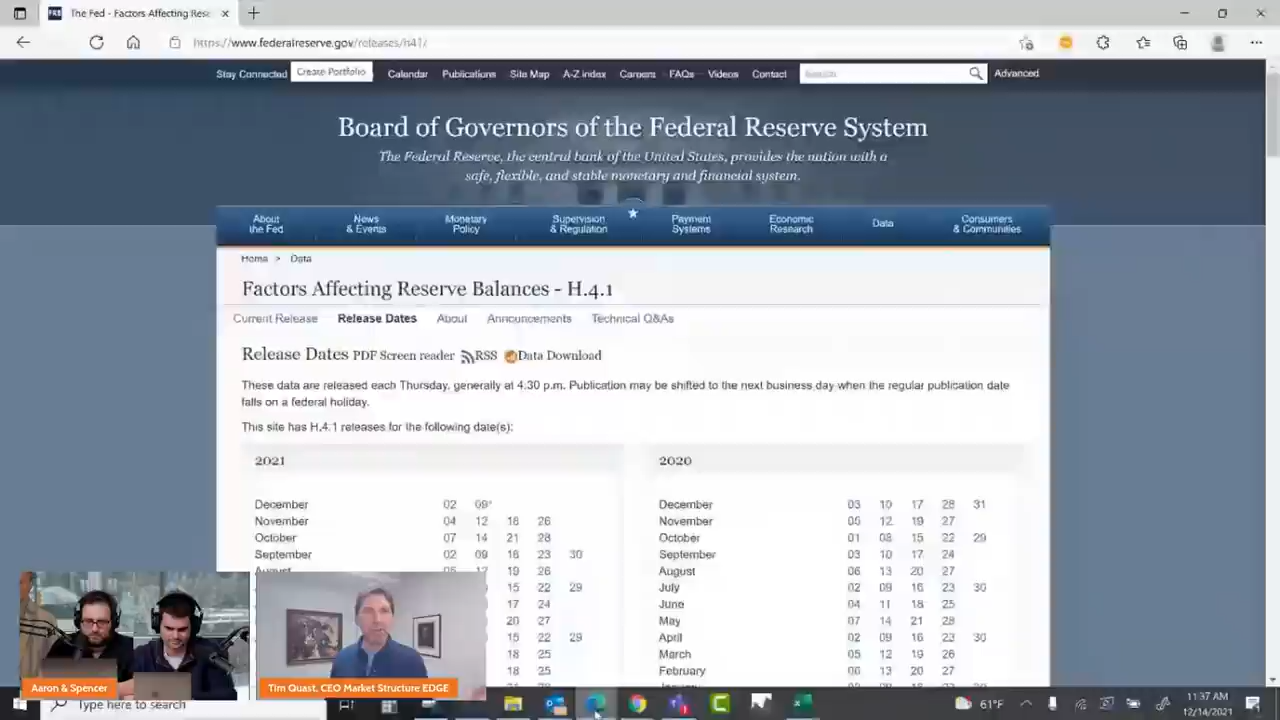 The Fed - Factors Affecting Rese
https://www.federalreserve.gov/releases/h41/
Stay Connected Create Portfolio Calendar Publications Site Map A-Z index Careers FAQs Videos Contact Search Advanced
Board of Governors of the Federal Reserve System
The Federal Reserve, the central bank of the United States, provides the nation with a
safe, flexible, and stable monetary and financial system.
About the Fed
News & Events
Monetary Policy
Supervision & Regulation
Payment Systems
Economic Research
Data
Consumers & Communities
Home > Data
Factors Affecting Reserve Balances - H.4.1
Current Release Release Dates About Announcements Technical Q&As
Release Dates PDF Screen reader RSS Data Download
These data are released each Thursday, generally at 4:30 p.m. Publication may be shifted to the next business day when the regular publication date
falls on a federal holiday.
This site has H.4.1 releases for the following date(s):
2021
December 02 09*
November 04 12 18 26
October 07 14 21 28
September 02 09 16 23 30
August 05 12 19 26
15 22 29
17 24
20 27
15 22 29
18 25
18 25
2020
December 03 10 17 28 31
November 05 12 19 27
October 01 08 15 22 29
September 03 10 17 24
August 06 13 20 27
July 02 09 16 23 30
June 04 11 18 25
May 07 14 21 28
April 02 09 16 23 30
March 05 12 19 26
February 06 13 20 27
Aaron & Spencer
Tim Quast, CEO Market Structure EDGE
Type here to search
61°F
11:37 AM
12/14/2021